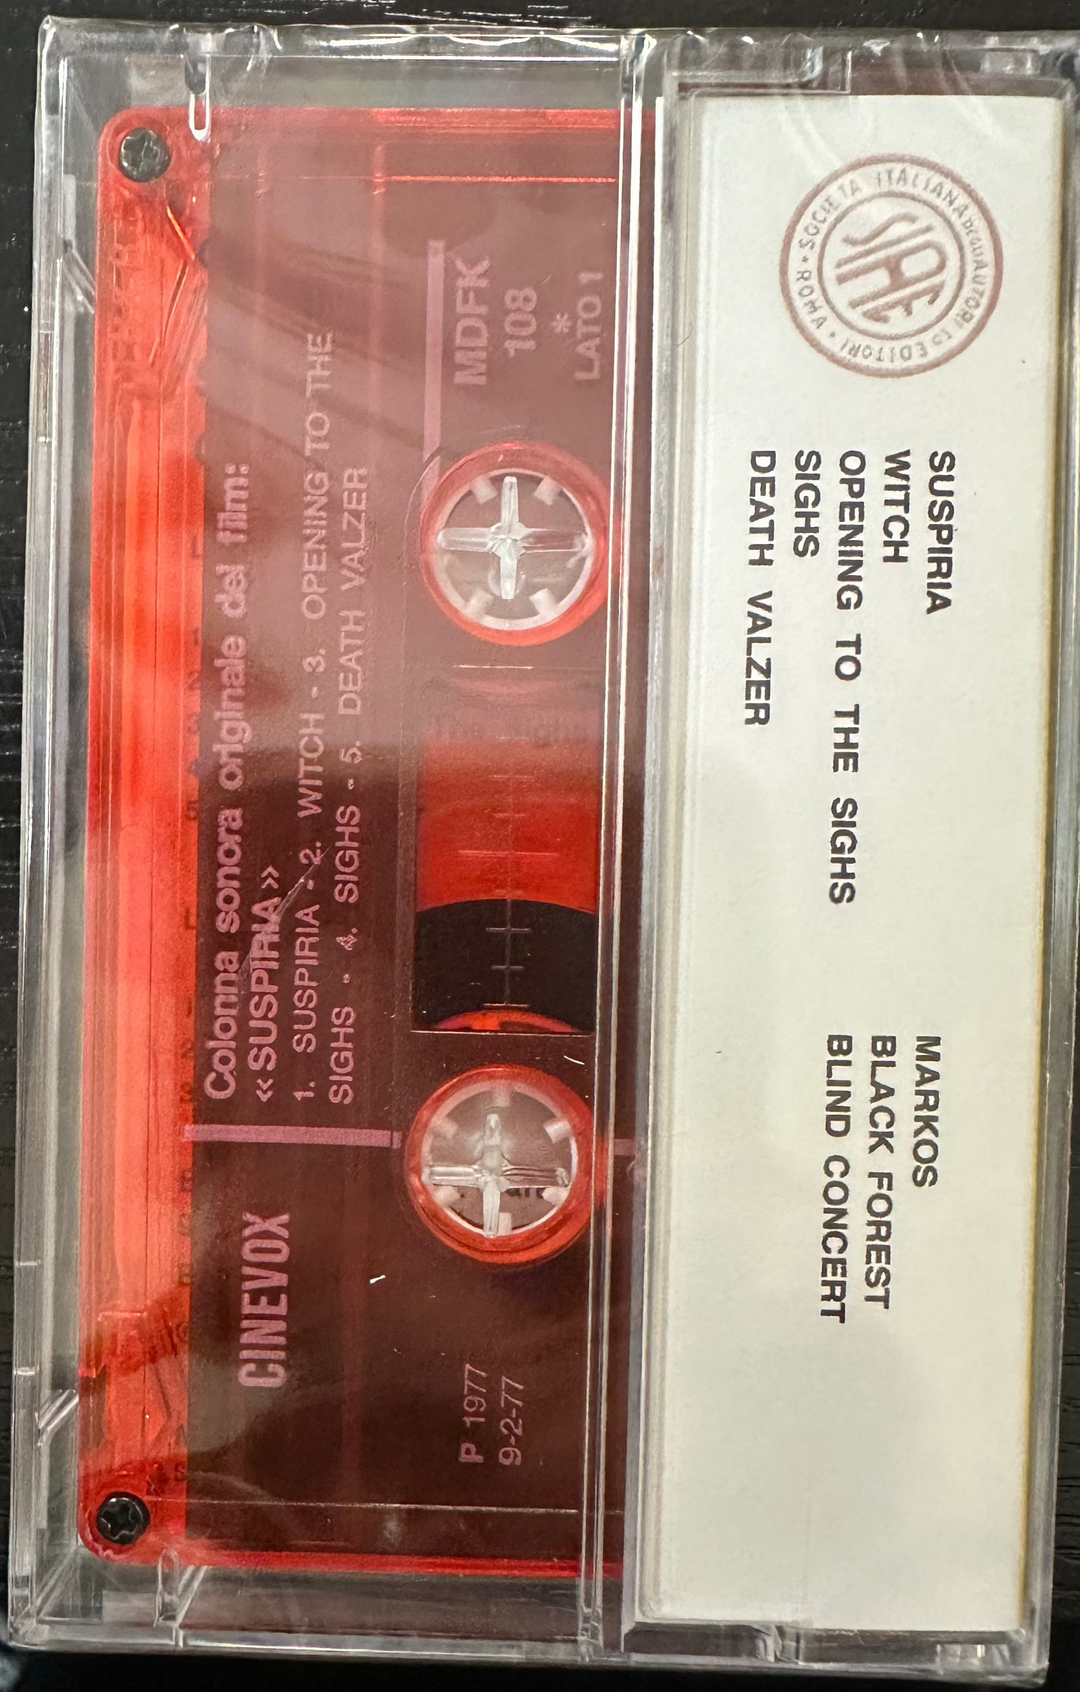 Colonna sonora originale del film:
«SUSPIRIA»
1. SUSPIRIA - 2. WITCH - 3. OPENING TO THE
SIGHS - 4. SIGHS - 5. DEATH VALZER
MDFK
108
*
LATO 1
CINEVOX
P 1977
9-2-77
SOCIETÀ ITALIANA DEGLI AUTORI ED EDITORI • ROMA •
SIAE
SUSPIRIA
WITCH
OPENING TO THE SIGHS
SIGHS
DEATH VALZER
MARKOS
BLACK FOREST
BLIND CONCERT